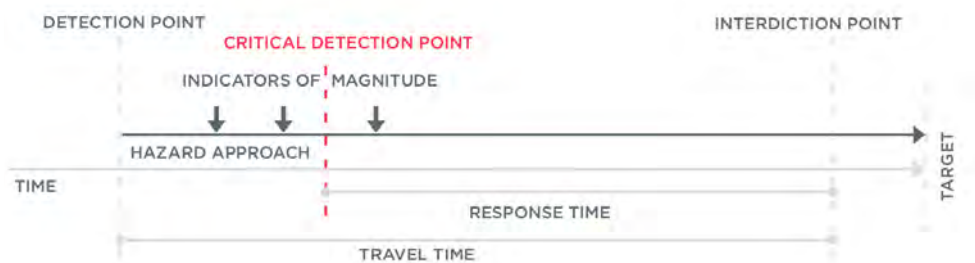 DETECTION POINT
INTERDICTION POINT
CRITICAL DETECTION POINT
INDICATORS OF MAGNITUDE
HAZARD APPROACH
TIME
TARGET
RESPONSE TIME
TRAVEL TIME